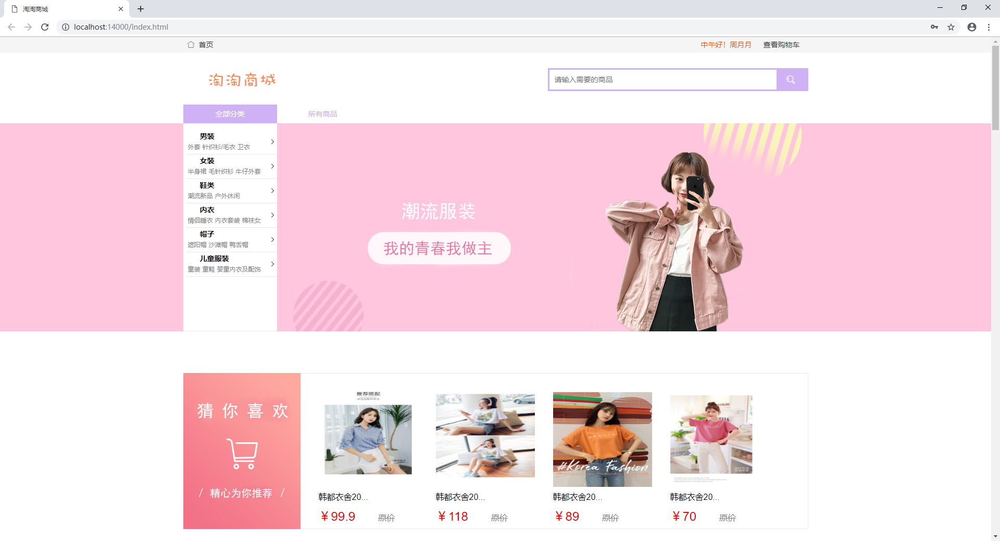 淘淘商城
localhost:14000/index.html
首页
中午好！周月月
查看购物车
淘淘商城
请输入需要的商品
全部分类
所有商品
男装
外套 针织衫/毛衣 卫衣
女装
半身裙 毛针织衫 牛仔外套
鞋类
潮流新品 户外休闲
内衣
情侣睡衣 内衣套装 棉袜女
帽子
遮阳帽 沙滩帽 鸭舌帽
儿童服装
童装 童鞋 婴童内衣及配饰
潮流服装
我的青春我做主
猜你喜欢
/ 精心为你推荐 /
推荐搭配
#Korea Fashion
HSTYLE
韩都衣舍20...
¥99.9 原价
韩都衣舍20...
¥118 原价
韩都衣舍20...
¥89 原价
韩都衣舍20...
¥70 原价